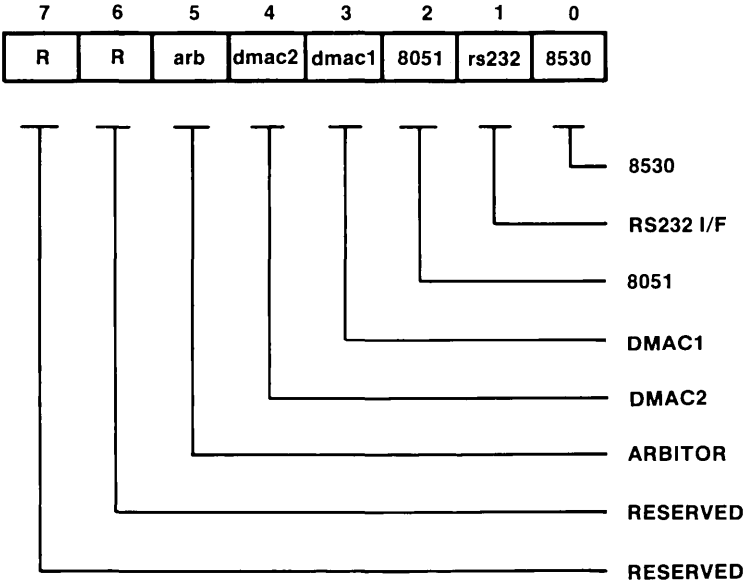 7 6 5 4 3 2 1 0
R R arb dmac2 dmac1 8051 rs232 8530
8530
RS232 I/F
8051
DMAC1
DMAC2
ARBITOR
RESERVED
RESERVED